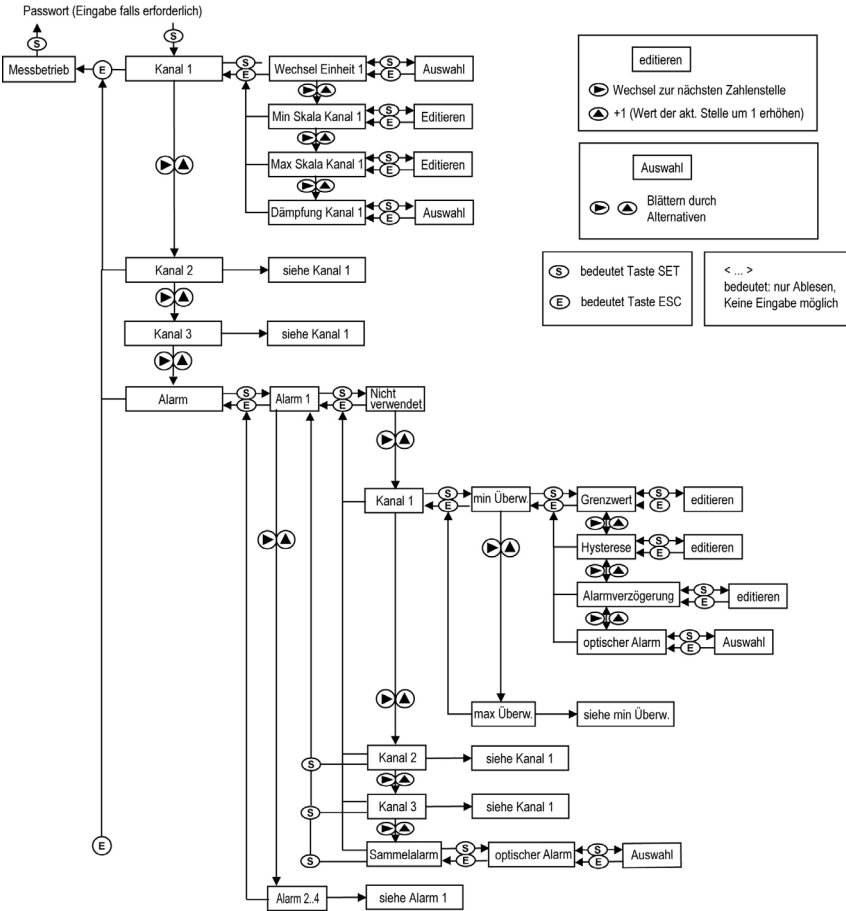 Passwort (Eingabe falls erforderlich)
S
S
Messbetrieb
E
Kanal 1
S
E
Wechsel Einheit 1
S
E
Auswahl
Min Skala Kanal 1
S
E
Editieren
Max Skala Kanal 1
S
E
Editieren
Dämpfung Kanal 1
S
E
Auswahl
editieren
Wechsel zur nächsten Zahlenstelle
+1 (Wert der akt. Stelle um 1 erhöhen)
Auswahl
Blättern durch
Alternativen
S bedeutet Taste SET
E bedeutet Taste ESC
< ... >
bedeutet: nur Ablesen,
Keine Eingabe möglich
Kanal 2
siehe Kanal 1
Kanal 3
siehe Kanal 1
Alarm
S
E
Alarm 1
S
E
Nicht
verwendet
Kanal 1
S
E
min Überw.
S
E
Grenzwert
S
E
editieren
Hysterese
S
E
editieren
Alarmverzögerung
S
E
editieren
optischer Alarm
S
E
Auswahl
max Überw.
siehe min Überw.
S
Kanal 2
siehe Kanal 1
S
Kanal 3
siehe Kanal 1
E
S
Sammelalarm
S
E
optischer Alarm
S
E
Auswahl
Alarm 2..4
siehe Alarm 1